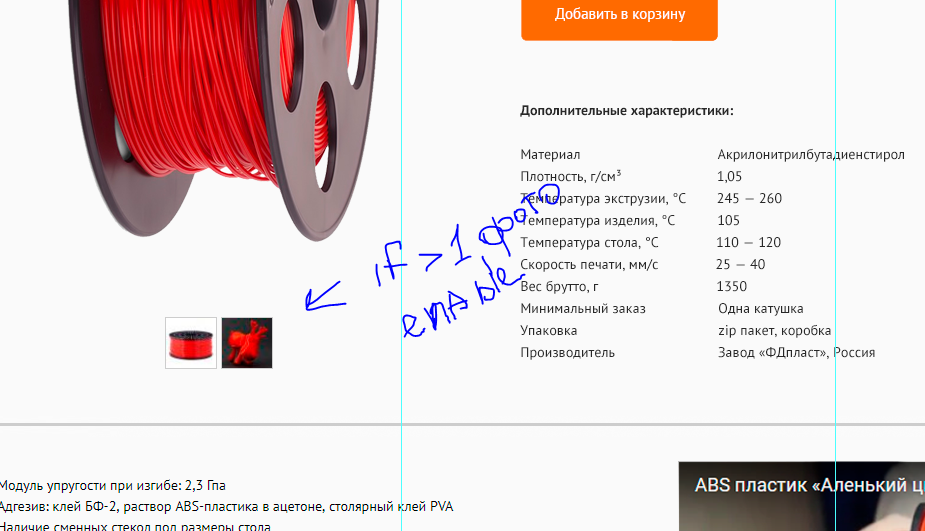 Добавить в корзину
Дополнительные характеристики:
Материал Акрилонитрилбутадиенстирол
Плотность, г/см³ 1,05
Температура экструзии, °C 245 — 260
Температура изделия, °C 105
Температура стола, °C 110 — 120
Скорость печати, мм/с 25 — 40
Вес брутто, г 1350
Минимальный заказ Одна катушка
Упаковка zip пакет, коробка
Производитель Завод «ФДпласт», Россия
if > 1 фото
enable
Модуль упругости при изгибе: 2,3 Гпа
Адгезив: клей БФ-2, раствор ABS-пластика в ацетоне, столярный клей PVA
Наличие сменных стекол под размеры стола
ABS пластик «Аленький ц